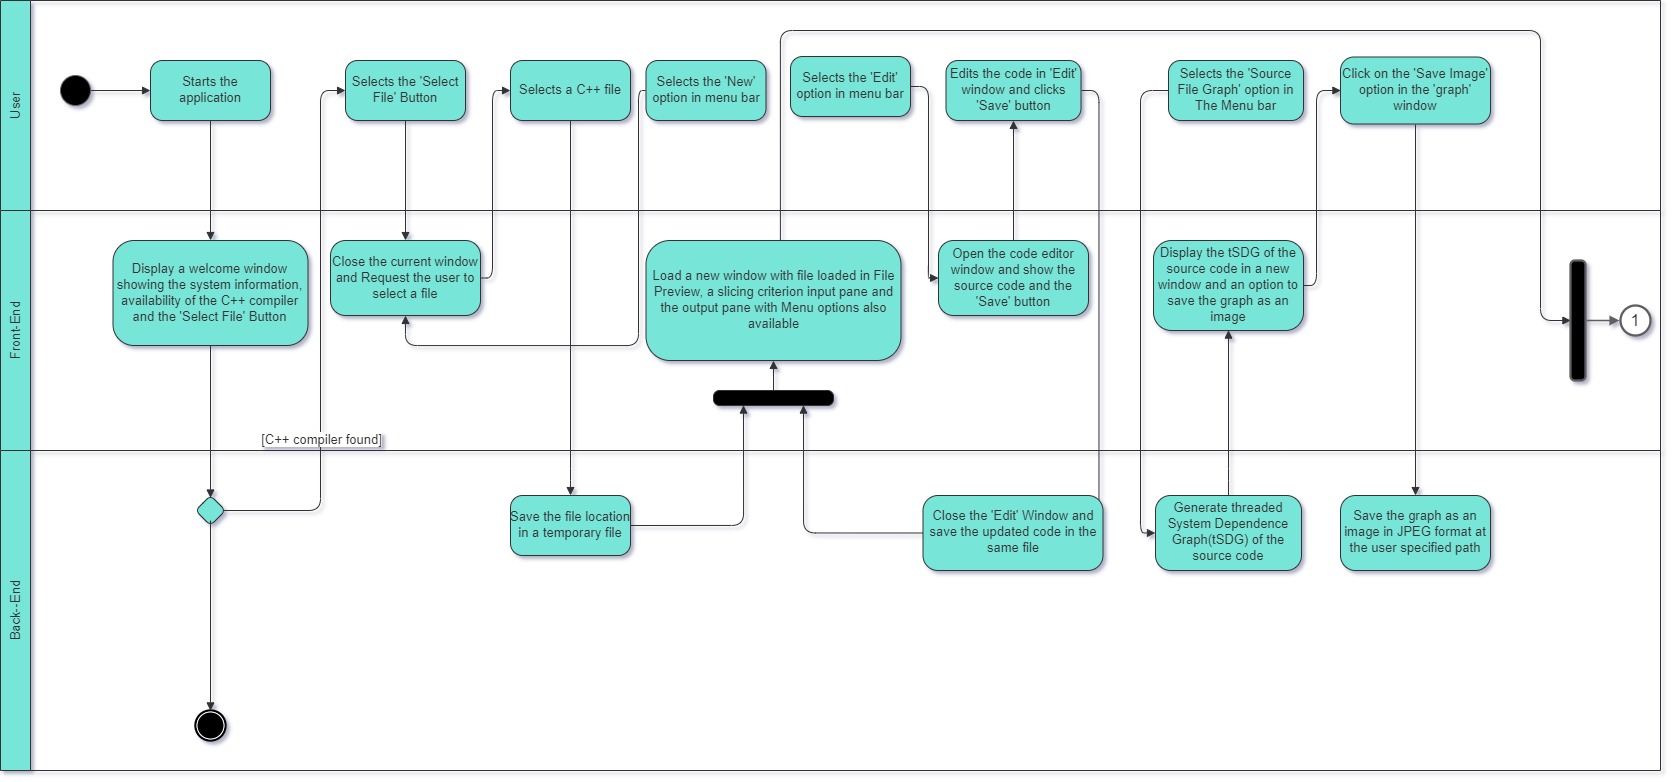 User
Starts the
application
Selects the 'Select
File' Button
Selects a C++ file
Selects the 'New'
option in menu bar
Selects the 'Edit'
option in menu bar
Edits the code in 'Edit'
window and clicks
'Save' button
Selects the 'Source
File Graph' option in
The Menu bar
Click on the 'Save Image'
option in the 'graph'
window
Front-End
Display a welcome window
showing the system information,
availability of the C++ compiler
and the 'Select File' Button
Close the current window
and Request the user to
select a file
Load a new window with file loaded in File
Preview, a slicing criterion input pane and
the output pane with Menu options also
available
Open the code editor
window and show the
source code and the
'Save' button
Display the tSDG of the
source code in a new
window and an option to
save the graph as an
image
1
[C++ compiler found]
Back--End
Save the file location
in a temporary file
Close the 'Edit' Window and
save the updated code in the
same file
Generate threaded
System Dependence
Graph(tSDG) of the
source code
Save the graph as an
image in JPEG format at
the user specified path